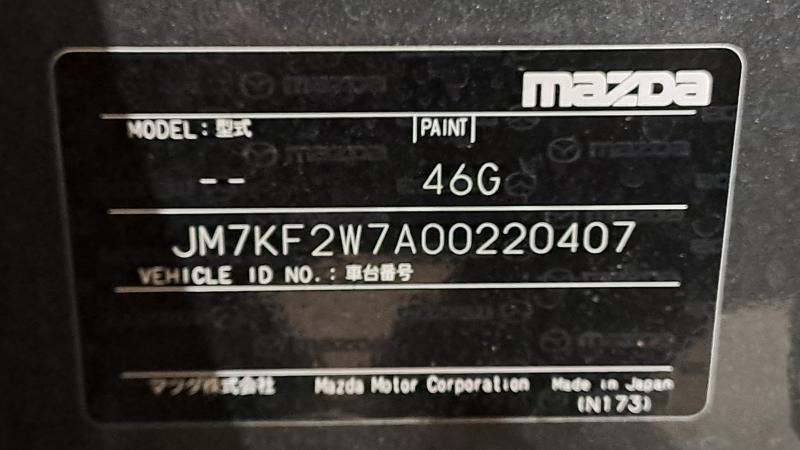 mazda
MODEL: 型式 PAINT
-- 46G
JM7KF2W7A00220407
VEHICLE ID NO.: 車台番号
マツダ株式会社 Mazda Motor Corporation Made in Japan
(N173)